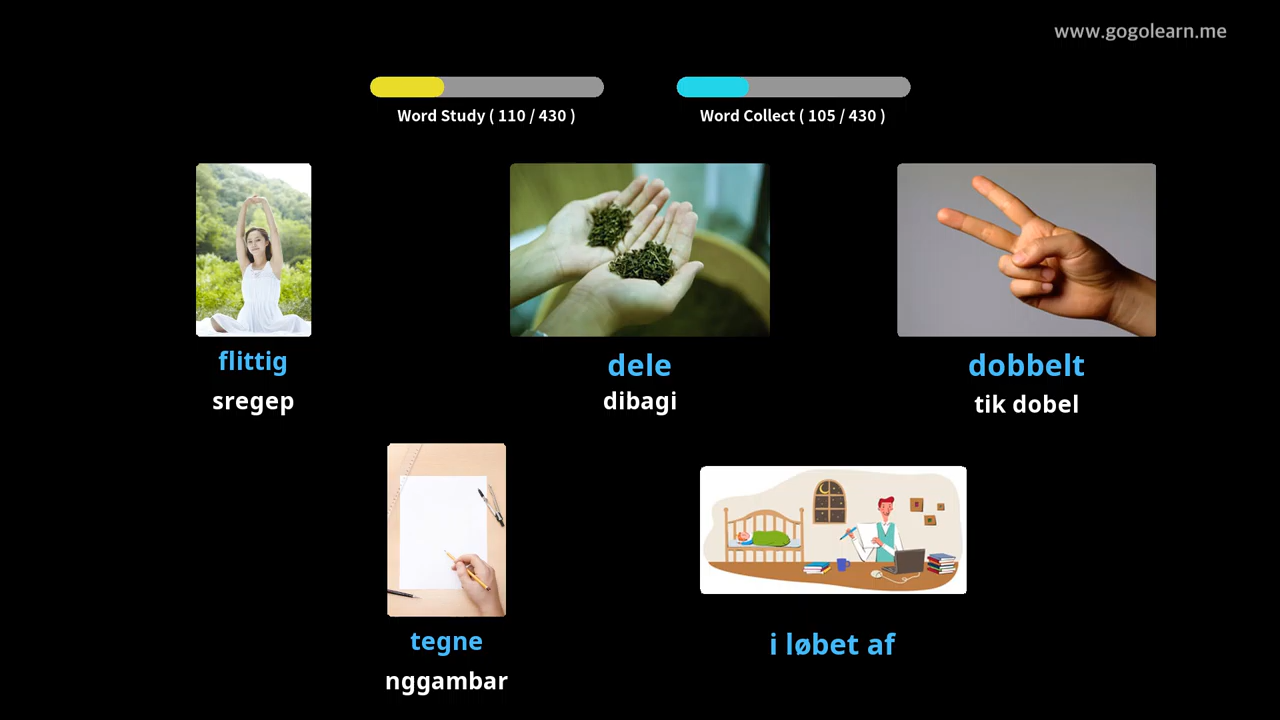 www.gogolearn.me
Word Study ( 110 / 430 )
Word Collect ( 105 / 430 )
flittig
sregep
dele
dibagi
dobbelt
tik dobel
tegne
nggambar
i løbet af